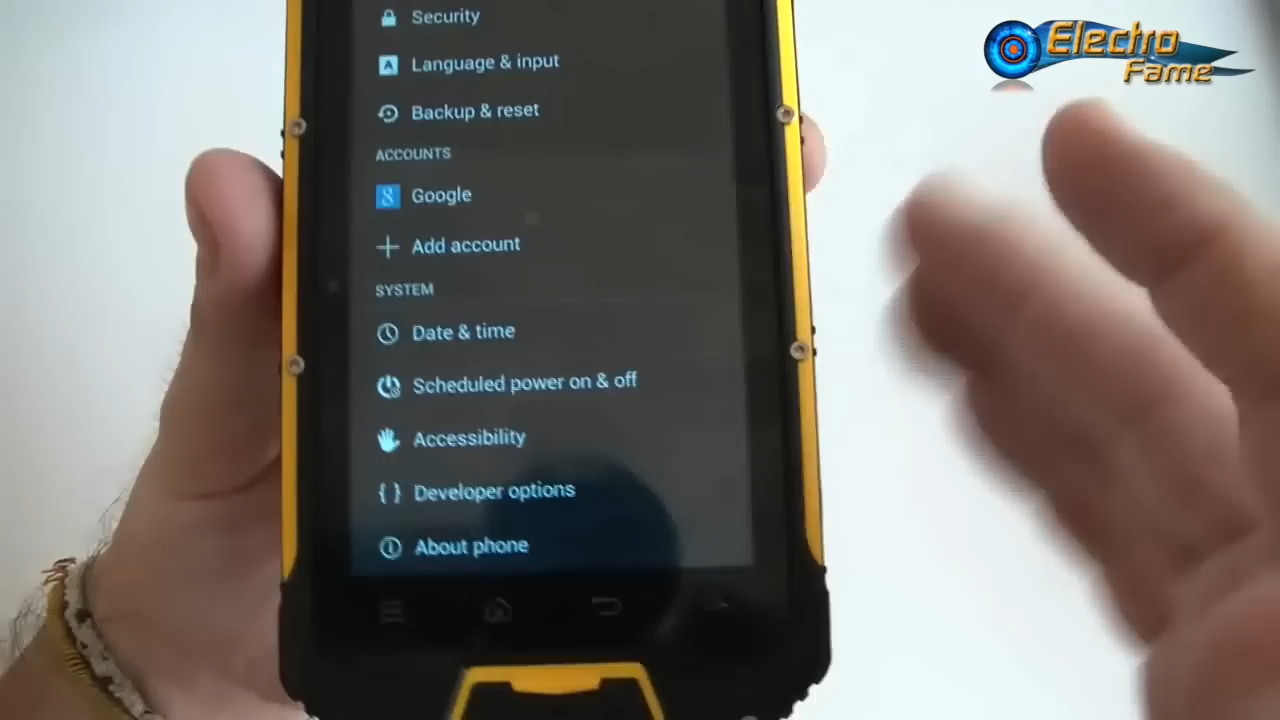 Security
Language & input
Backup & reset
ACCOUNTS
Google
Add account
SYSTEM
Date & time
Scheduled power on & off
Accessibility
Developer options
About phone
Electro
Fame